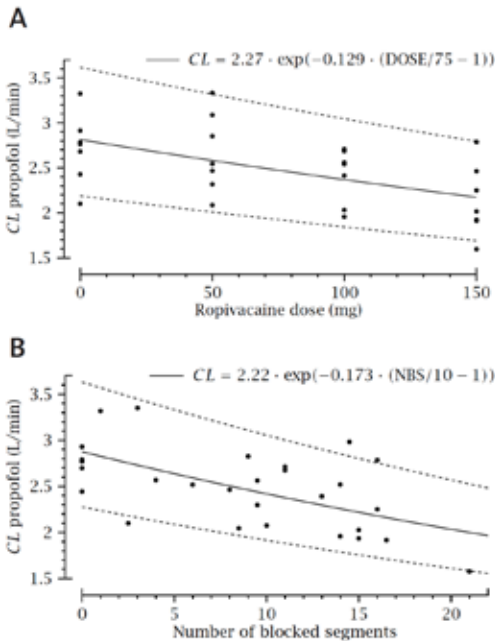 A
CL = 2.27 · exp(−0.129 · (DOSE/75 − 1))
CL propofol (L/min)
3.5
3
2.5
2
1.5
0 50 100 150
Ropivacaine dose (mg)
B
CL = 2.22 · exp(−0.173 · (NBS/10 − 1))
CL propofol (L/min)
3.5
3
2.5
2
1.5
0 5 10 15 20
Number of blocked segments